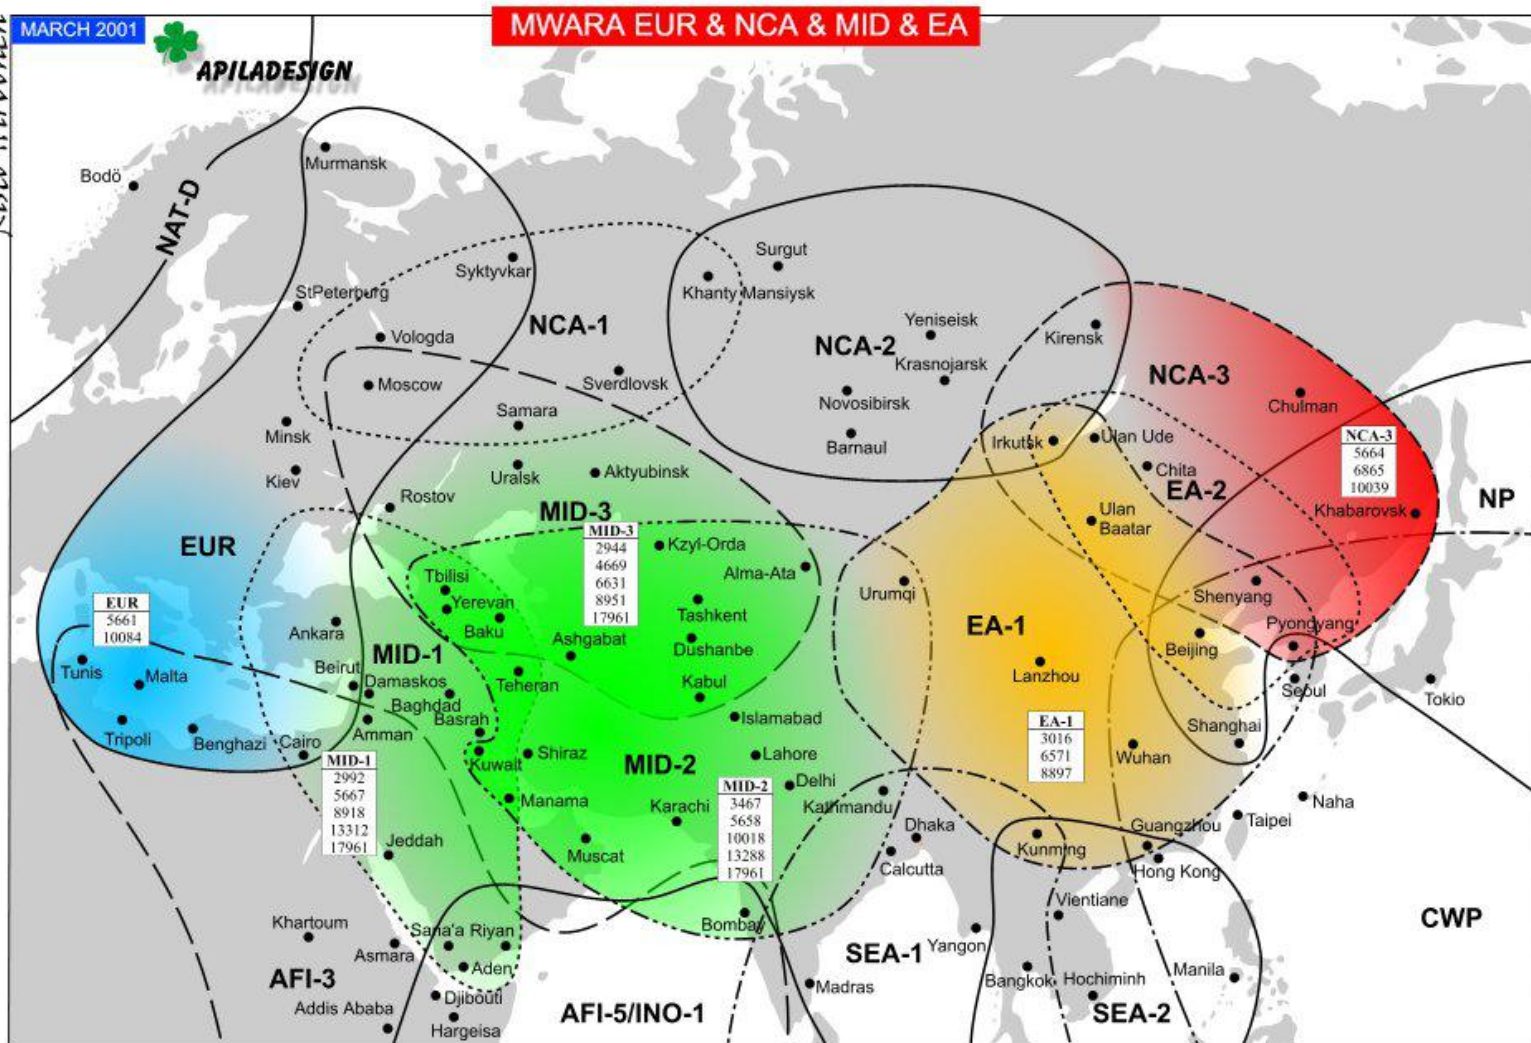 MARCH 2001
MWARA EUR & NCA & MID & EA
APILADESIGN
Murmansk
Bodö
NAT-D
Surgut
Syktyvkar
Khanty Mansiysk
StPeterburg
NCA-1
Vologda
Yeniseisk
Kirensk
NCA-2
Krasnojarsk
Moscow
Sverdlovsk
NCA-3
Novosibirsk
Chulman
Samara
Minsk
Barnaul
Irkutsk
Ulan Ude
Chita
Kiev
Uralsk
Aktyubinsk
EA-2
NCA-3
5664
6865
10039
Rostov
MID-3
Ulan
Baatar
Khabarovsk
NP
EUR
MID-3
2944
4669
6631
8951
17961
Kzyl-Orda
Alma-Ata
Tbilisi
Urumqi
Shenyang
Yerevan
Tashkent
EUR
5661
10084
Ankara
Baku
EA-1
Pyongyang
MID-1
Ashgabat
Dushanbe
Beijing
Tunis
Malta
Beirut
Damaskos
Teheran
Lanzhou
Baghdad
Kabul
Seoul
Tokio
Basrah
Islamabad
Amman
Shanghai
Tripoli
Benghazi
Cairo
Kuwait
Shiraz
Lahore
EA-1
3016
6571
8897
Wuhan
MID-2
MID-1
2992
5667
8918
13312
17961
Delhi
MID-2
3467
5658
10018
13288
17961
Manama
Karachi
Kathmandu
Naha
Taipei
Jeddah
Muscat
Dhaka
Guangzhou
Kunming
Calcutta
Hong Kong
Vientiane
Khartoum
Bombay
CWP
Asmara
Sana'a Riyan
SEA-1
Yangon
AFI-3
Aden
Bangkok
Hochiminh
Manila
Madras
Djibouti
Addis Ababa
Hargeisa
AFI-5/INO-1
SEA-2